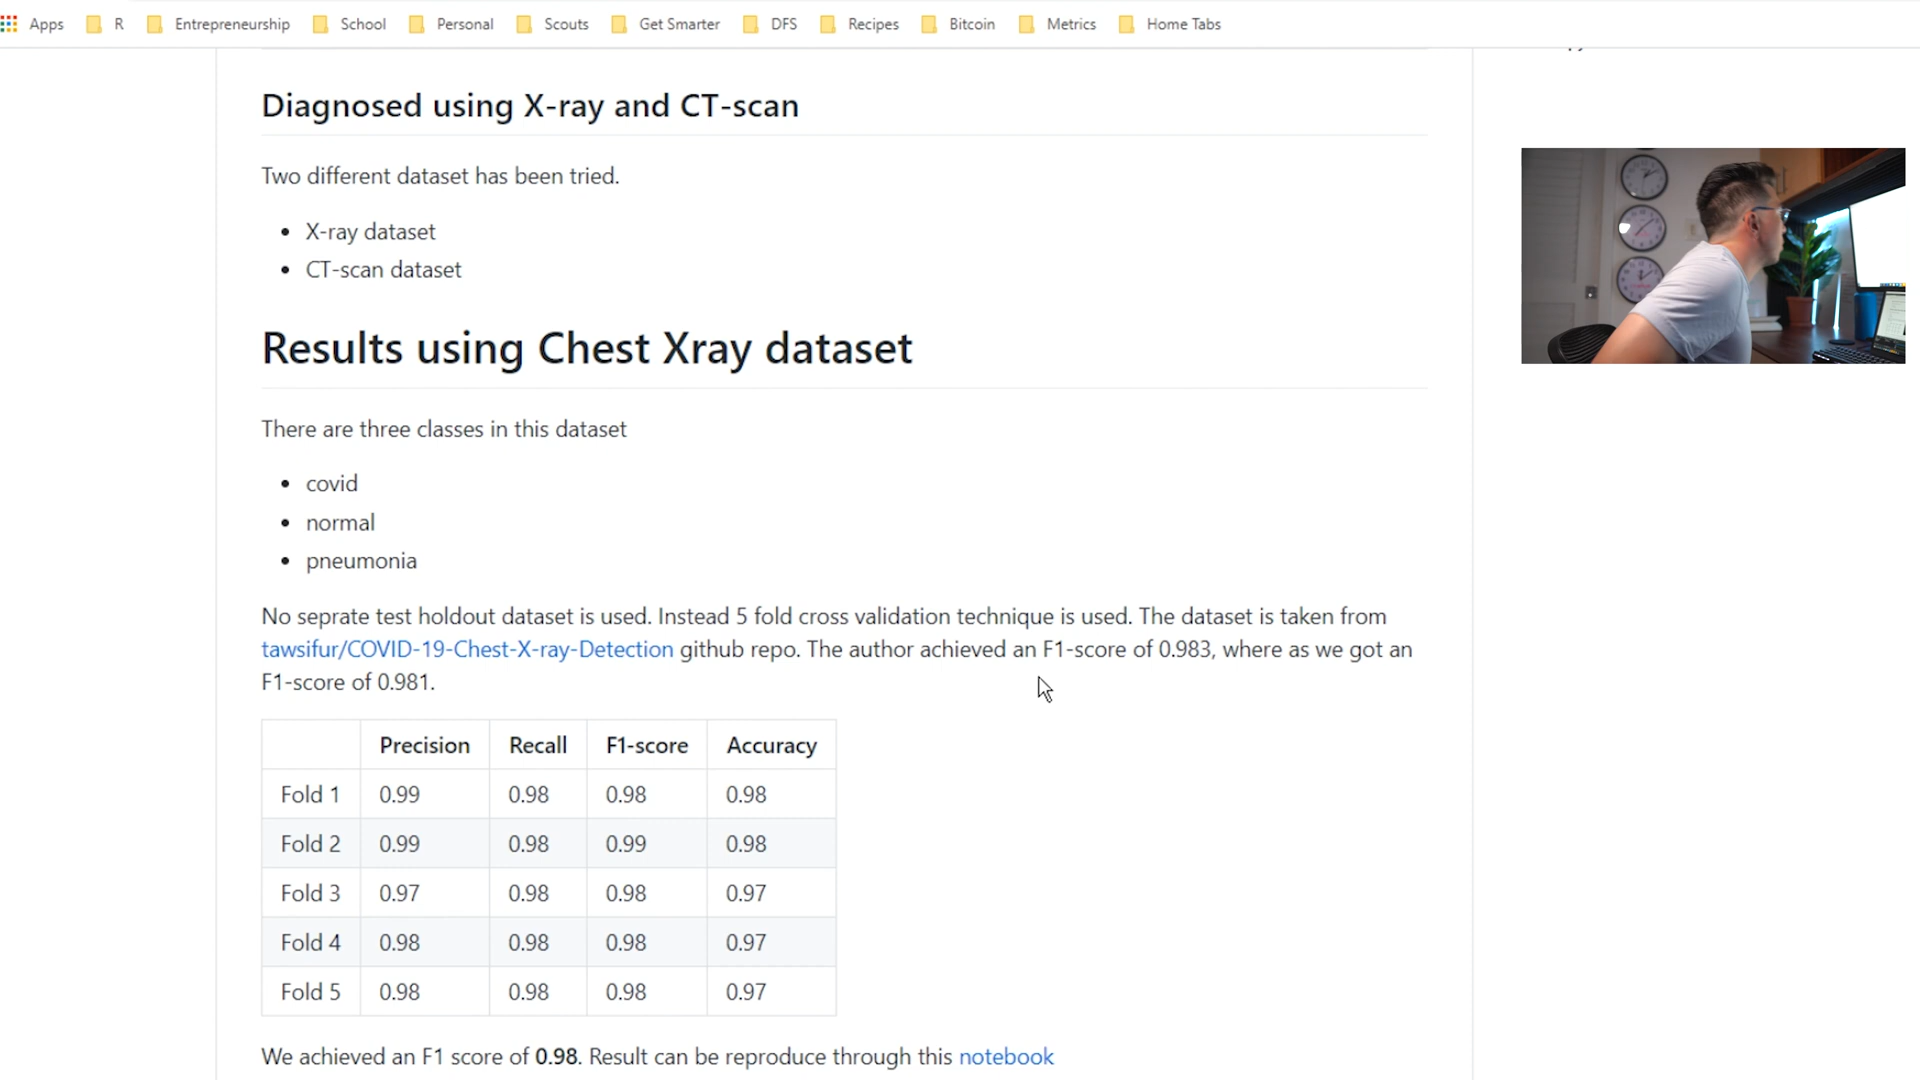 Apps R Entrepreneurship School Personal Scouts Get Smarter DFS Recipes Bitcoin Metrics Home Tabs
Diagnosed using X-ray and CT-scan
Two different dataset has been tried.
• X-ray dataset
• CT-scan dataset
Results using Chest Xray dataset
There are three classes in this dataset
• covid
• normal
• pneumonia
No seprate test holdout dataset is used. Instead 5 fold cross validation technique is used. The dataset is taken from
tawsifur/COVID-19-Chest-X-ray-Detection github repo. The author achieved an F1-score of 0.983, where as we got an
F1-score of 0.981.
Precision Recall F1-score Accuracy
Fold 1 0.99 0.98 0.98 0.98
Fold 2 0.99 0.98 0.99 0.98
Fold 3 0.97 0.98 0.98 0.97
Fold 4 0.98 0.98 0.98 0.97
Fold 5 0.98 0.98 0.98 0.97
We achieved an F1 score of 0.98. Result can be reproduce through this notebook